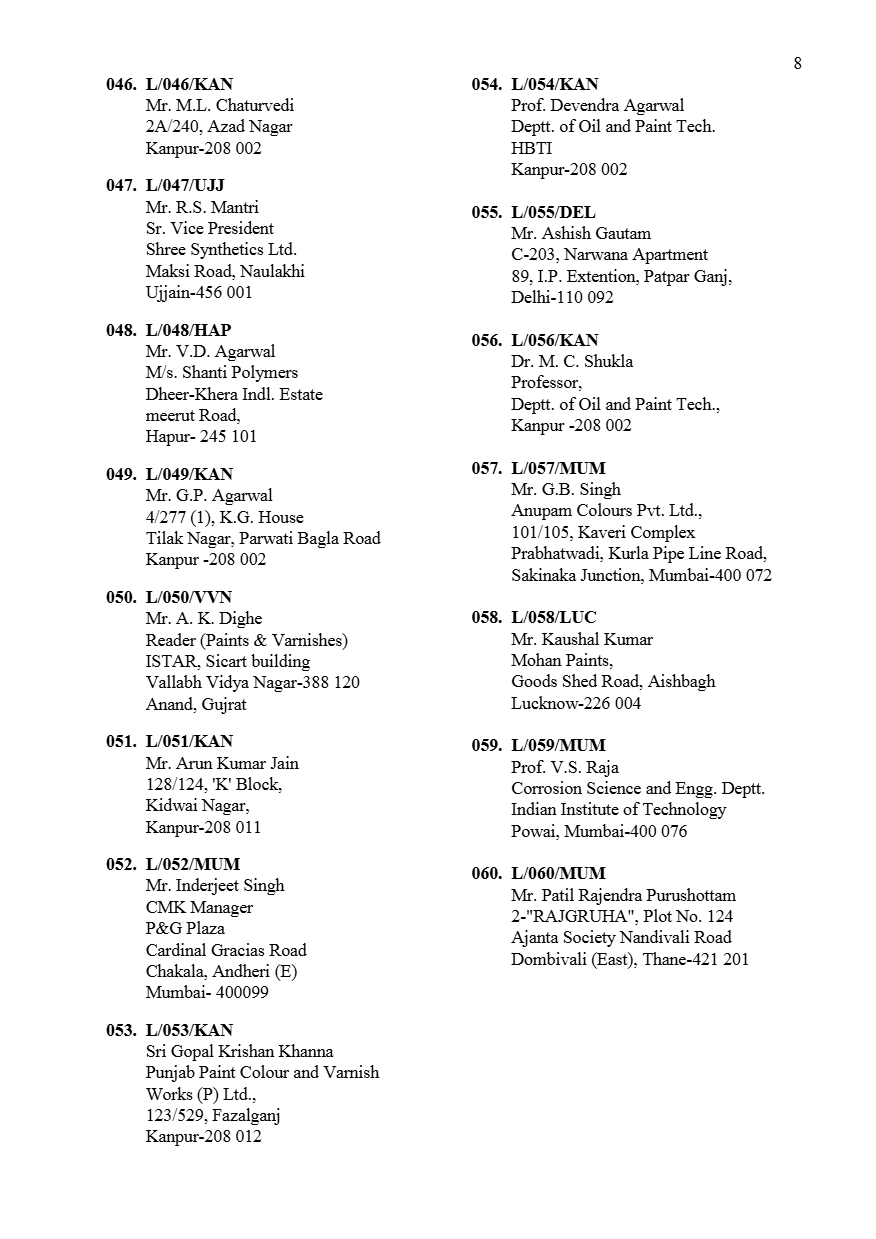 8
046. L/046/KAN
Mr. M.L. Chaturvedi
2A/240, Azad Nagar
Kanpur-208 002
047. L/047/UJJ
Mr. R.S. Mantri
Sr. Vice President
Shree Synthetics Ltd.
Maksi Road, Naulakhi
Ujjain-456 001
048. L/048/HAP
Mr. V.D. Agarwal
M/s. Shanti Polymers
Dheer-Khera Indl. Estate
meerut Road,
Hapur- 245 101
049. L/049/KAN
Mr. G.P. Agarwal
4/277 (1), K.G. House
Tilak Nagar, Parwati Bagla Road
Kanpur -208 002
050. L/050/VVN
Mr. A. K. Dighe
Reader (Paints & Varnishes)
ISTAR, Sicart building
Vallabh Vidya Nagar-388 120
Anand, Gujrat
051. L/051/KAN
Mr. Arun Kumar Jain
128/124, 'K' Block,
Kidwai Nagar,
Kanpur-208 011
052. L/052/MUM
Mr. Inderjeet Singh
CMK Manager
P&G Plaza
Cardinal Gracias Road
Chakala, Andheri (E)
Mumbai- 400099
053. L/053/KAN
Sri Gopal Krishan Khanna
Punjab Paint Colour and Varnish
Works (P) Ltd.,
123/529, Fazalganj
Kanpur-208 012
054. L/054/KAN
Prof. Devendra Agarwal
Deptt. of Oil and Paint Tech.
HBTI
Kanpur-208 002
055. L/055/DEL
Mr. Ashish Gautam
C-203, Narwana Apartment
89, I.P. Extention, Patpar Ganj,
Delhi-110 092
056. L/056/KAN
Dr. M. C. Shukla
Professor,
Deptt. of Oil and Paint Tech.,
Kanpur -208 002
057. L/057/MUM
Mr. G.B. Singh
Anupam Colours Pvt. Ltd.,
101/105, Kaveri Complex
Prabhatwadi, Kurla Pipe Line Road,
Sakinaka Junction, Mumbai-400 072
058. L/058/LUC
Mr. Kaushal Kumar
Mohan Paints,
Goods Shed Road, Aishbagh
Lucknow-226 004
059. L/059/MUM
Prof. V.S. Raja
Corrosion Science and Engg. Deptt.
Indian Institute of Technology
Powai, Mumbai-400 076
060. L/060/MUM
Mr. Patil Rajendra Purushottam
2-"RAJGRUHA", Plot No. 124
Ajanta Society Nandivali Road
Dombivali (East), Thane-421 201